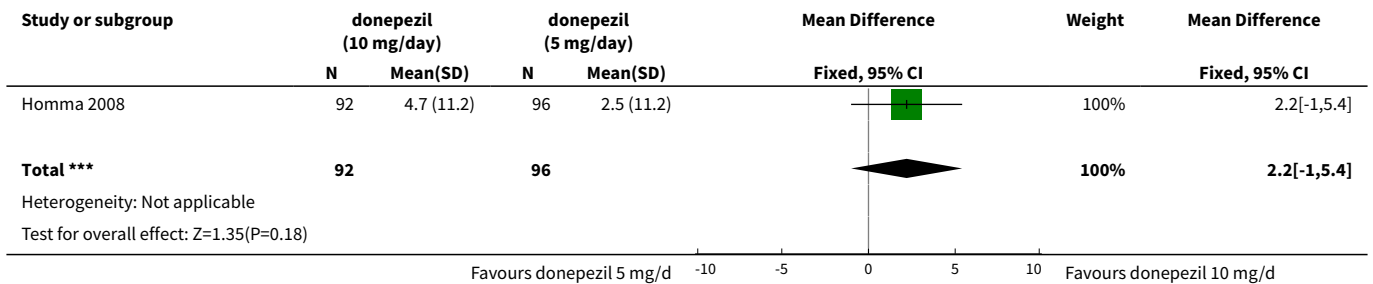 Study or subgroup donepezil (10 mg/day) donepezil (5 mg/day) Mean Difference Weight Mean Difference
N Mean(SD) N Mean(SD) Fixed, 95% CI Fixed, 95% CI
Homma 2008 92 4.7 (11.2) 96 2.5 (11.2) 100% 2.2[-1,5.4]
Total *** 92 96 100% 2.2[-1,5.4]
Heterogeneity: Not applicable
Test for overall effect: Z=1.35(P=0.18)
Favours donepezil 5 mg/d -10 -5 0 5 10 Favours donepezil 10 mg/d